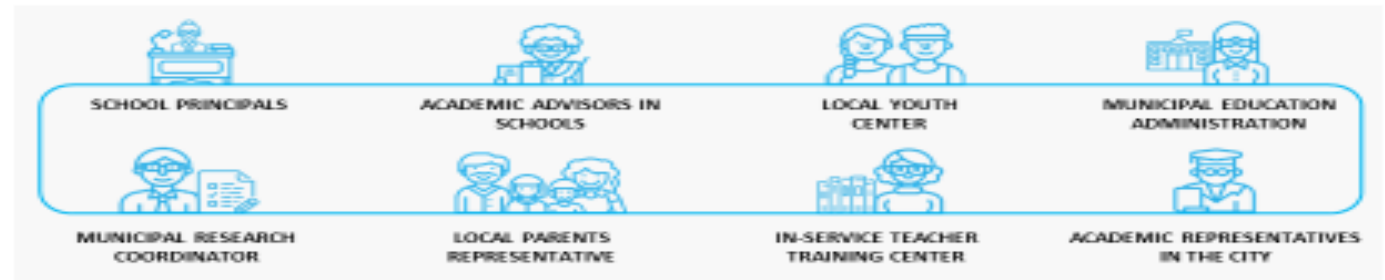 SCHOOL PRINCIPALS
ACADEMIC ADVISORS IN
SCHOOLS
LOCAL YOUTH
CENTER
MUNICIPAL EDUCATION
ADMINISTRATION
MUNICIPAL RESEARCH
COORDINATOR
LOCAL PARENTS
REPRESENTATIVE
IN-SERVICE TEACHER
TRAINING CENTER
ACADEMIC REPRESENTATIVES
IN THE CITY